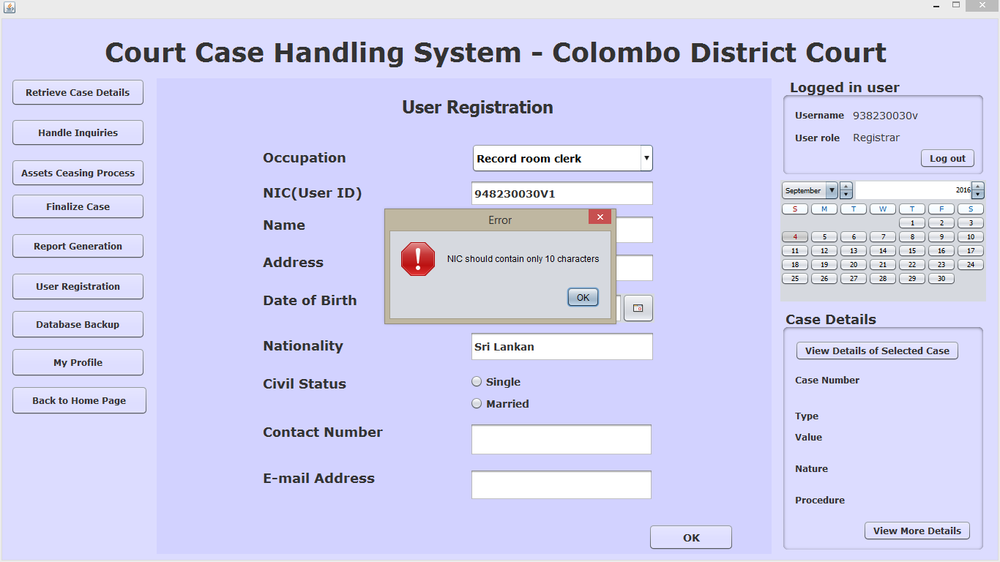 Court Case Handling System - Colombo District Court
Retrieve Case Details
Handle Inquiries
Assets Ceasing Process
Finalize Case
Report Generation
User Registration
Database Backup
My Profile
Back to Home Page
User Registration
Occupation
Record room clerk
NIC(User ID)
948230030V1
Name
Address
Date of Birth
Nationality
Sri Lankan
Civil Status
Single
Married
Contact Number
E-mail Address
OK
Error
x
NIC should contain only 10 characters
OK
Logged in user
Username 938230030v
User role Registrar
Log out
September 2016
S M T W T F S
1 2 3
4 5 6 7 8 9 10
11 12 13 14 15 16 17
18 19 20 21 22 23 24
25 26 27 28 29 30
Case Details
View Details of Selected Case
Case Number
Type
Value
Nature
Procedure
View More Details